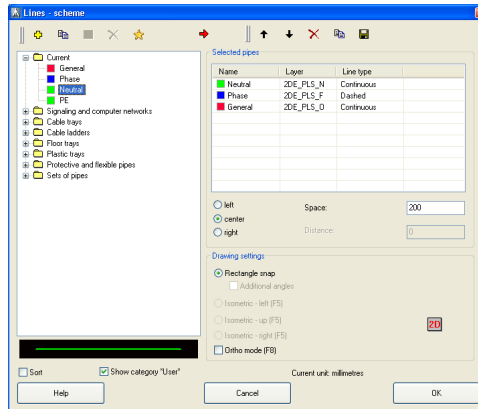 Lines - scheme
Current
General
Phase
Neutral
PE
Signaling and computer networks
Cable trays
Cable ladders
Floor trays
Plastic trays
Protective and flexible pipes
Sets of pipes
Selected pipes
Name Layer Line type
Neutral 2DE_PLS_N Continuous
Phase 2DE_PLS_F Dashed
General 2DE_PLS_O Continuous
left Space: 200
center
right Distance: 0
Drawing settings
Rectangle snap
Additional angles
Isometric - left (F5)
Isometric - up (F5)
Isometric - right (F5)
2D
Ortho mode (F8)
Sort Show category "User" Current unit: millimetres
Help Cancel OK